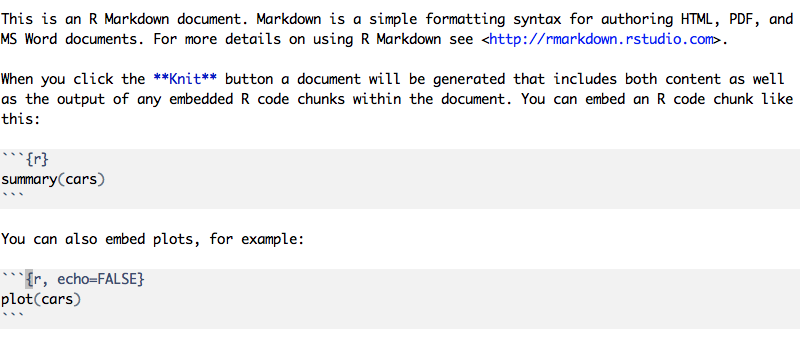 This is an R Markdown document. Markdown is a simple formatting syntax for authoring HTML, PDF, and
MS Word documents. For more details on using R Markdown see <http://rmarkdown.rstudio.com>.
When you click the **Knit** button a document will be generated that includes both content as well
as the output of any embedded R code chunks within the document. You can embed an R code chunk like
this:
```{r}
summary(cars)
```
You can also embed plots, for example:
```{r, echo=FALSE}
plot(cars)
```